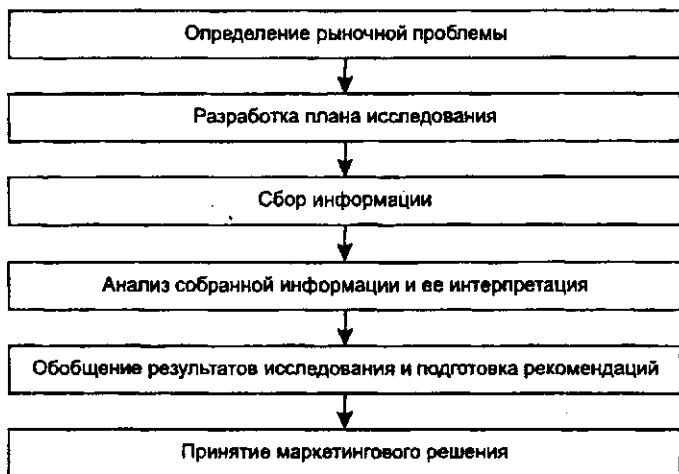 Определение рыночной проблемы
Разработка плана исследования
Сбор информации
Анализ собранной информации и ее интерпретация
Обобщение результатов исследования и подготовка рекомендаций
Принятие маркетингового решения